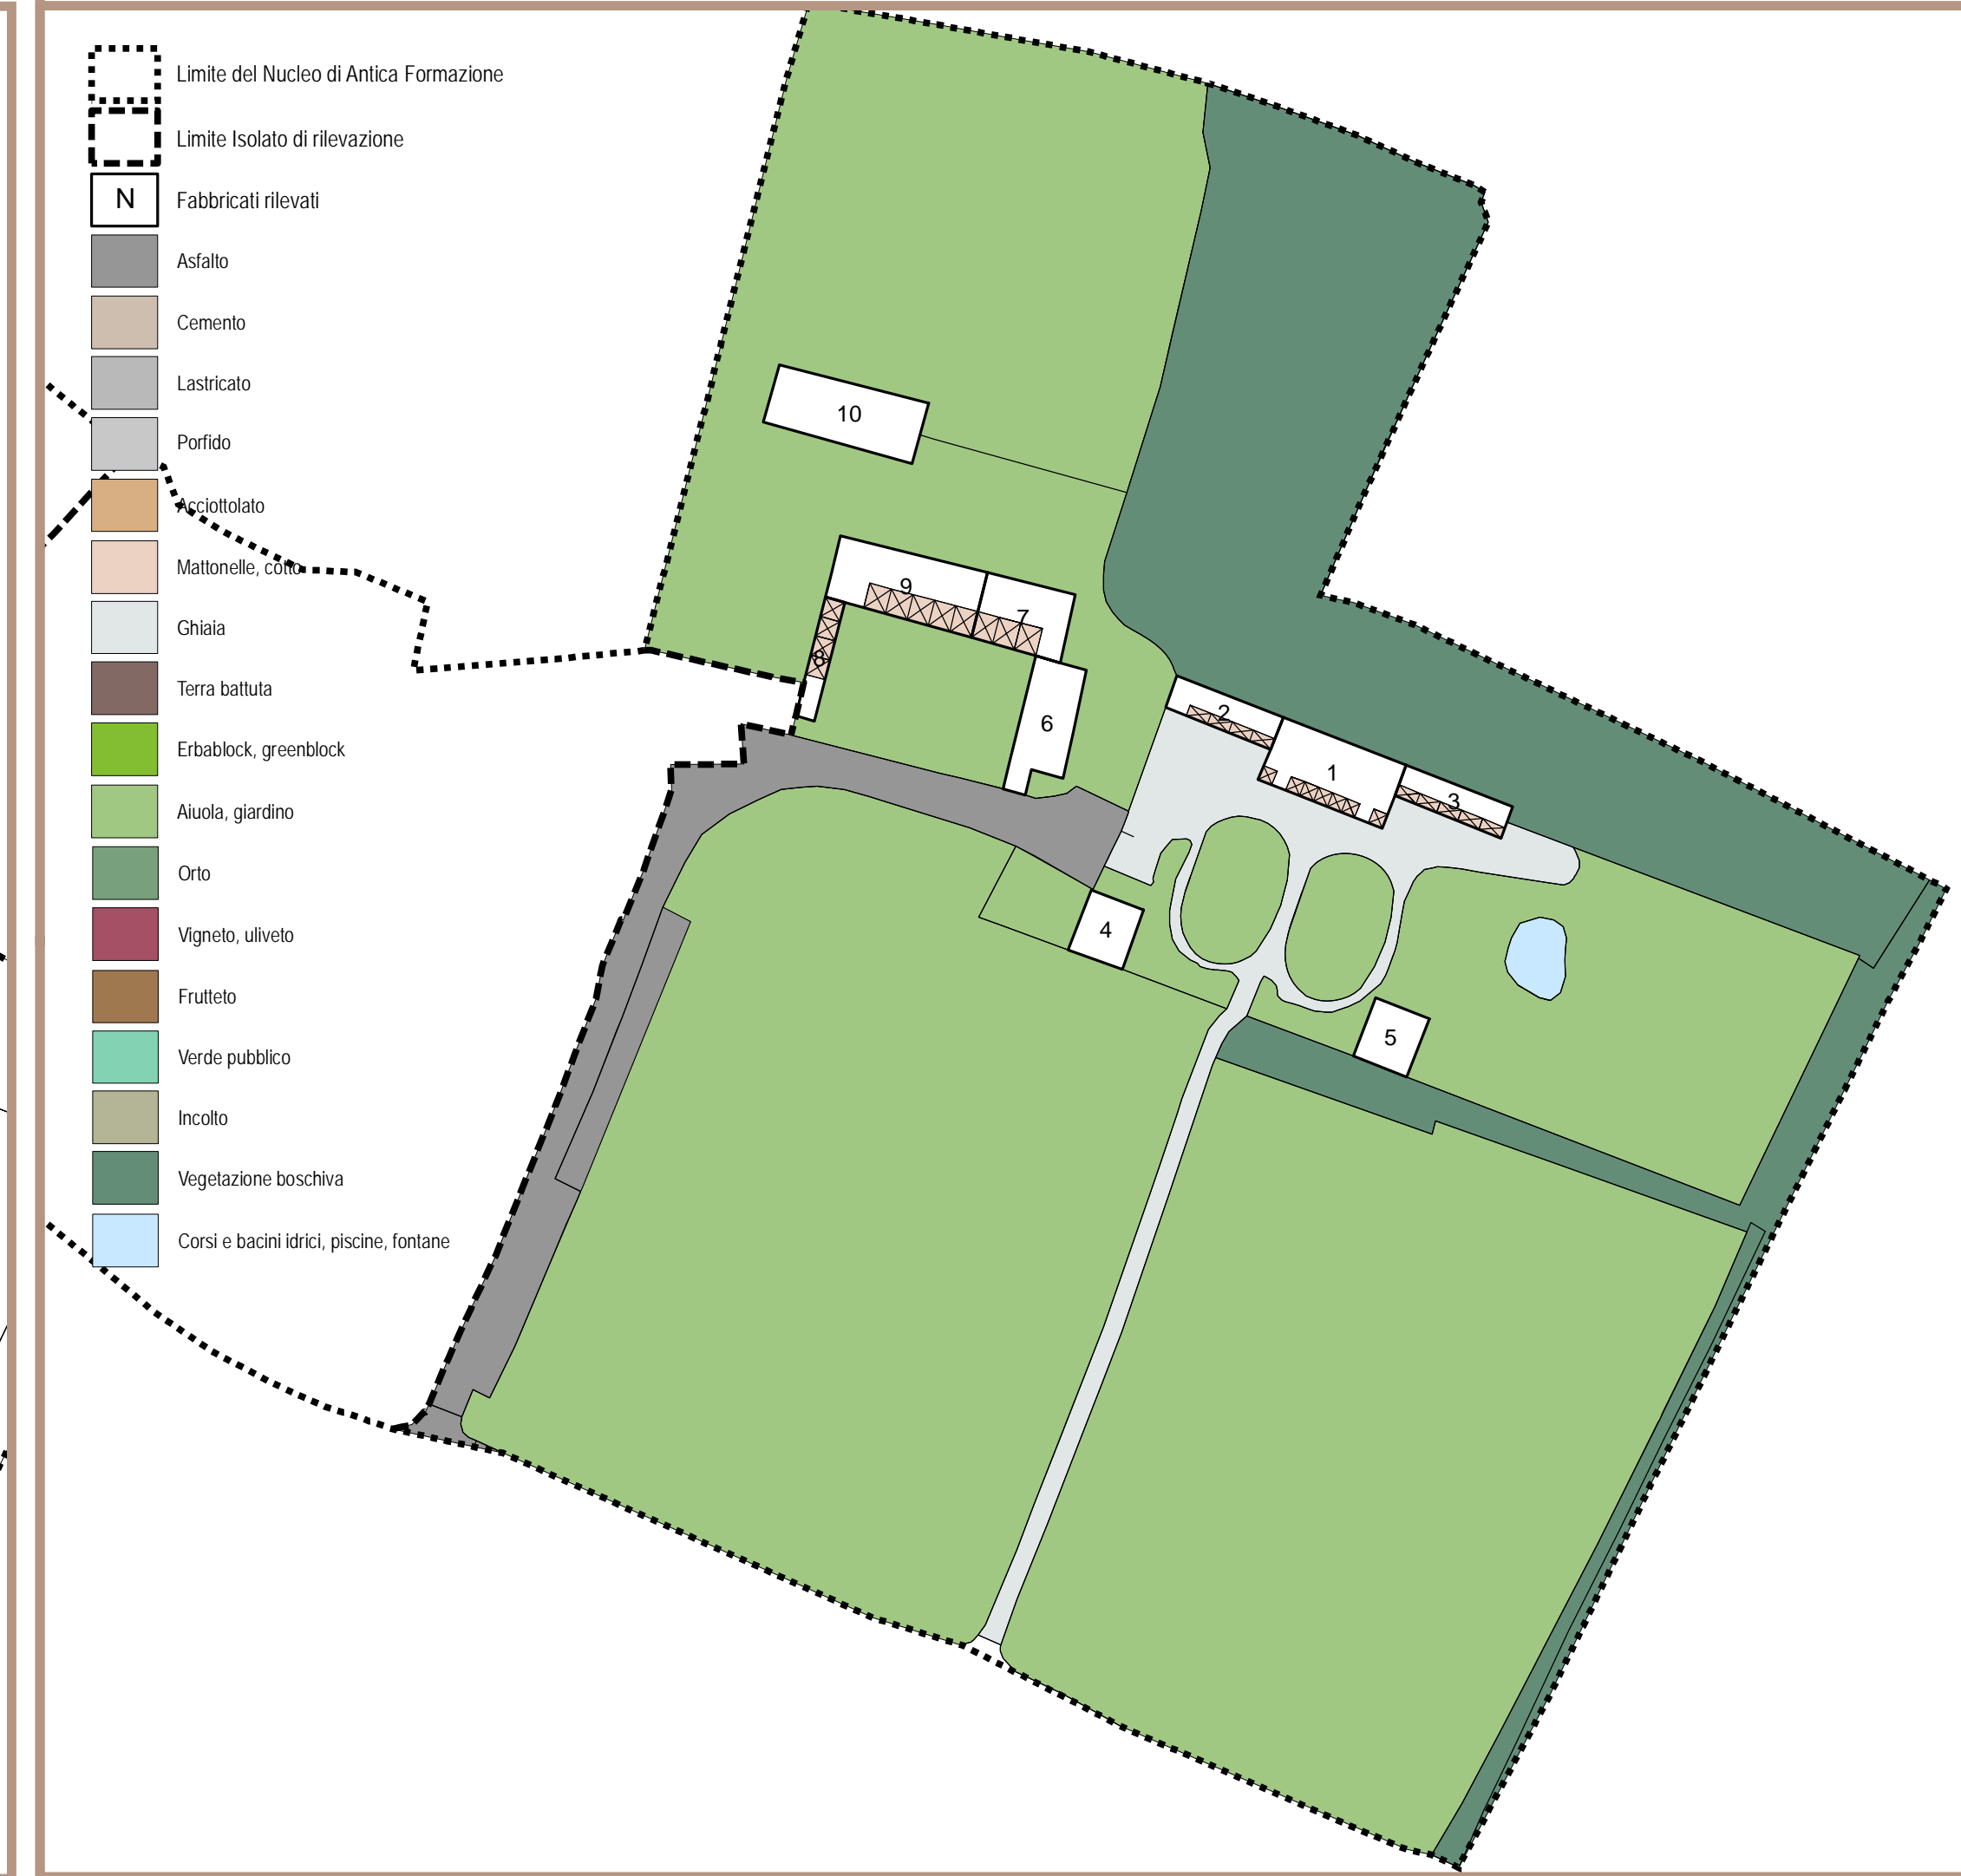 Limite del Nucleo di Antica Formazione
Limite Isolato di rilevazione
N
Fabbricati rilevati
Asfalto
Cemento
Lastricato
Porfido
Acciottolato
Mattonelle, cotto
Ghiaia
Terra battuta
Erbablock, greenblock
Aiuola, giardino
Orto
Vigneto, uliveto
Frutteto
Verde pubblico
Incolto
Vegetazione boschiva
Corsi e bacini idrici, piscine, fontane
10
9
7
8
6
2
1
3
4
5